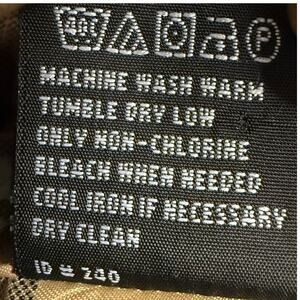 P
MACHINE WASH WARM
TUMBLE DRY LOW
ONLY NON-CHLORINE
BLEACH WHEN NEEDED
COOL IRON IF NECESSARY
DRY CLEAN
ID # 200